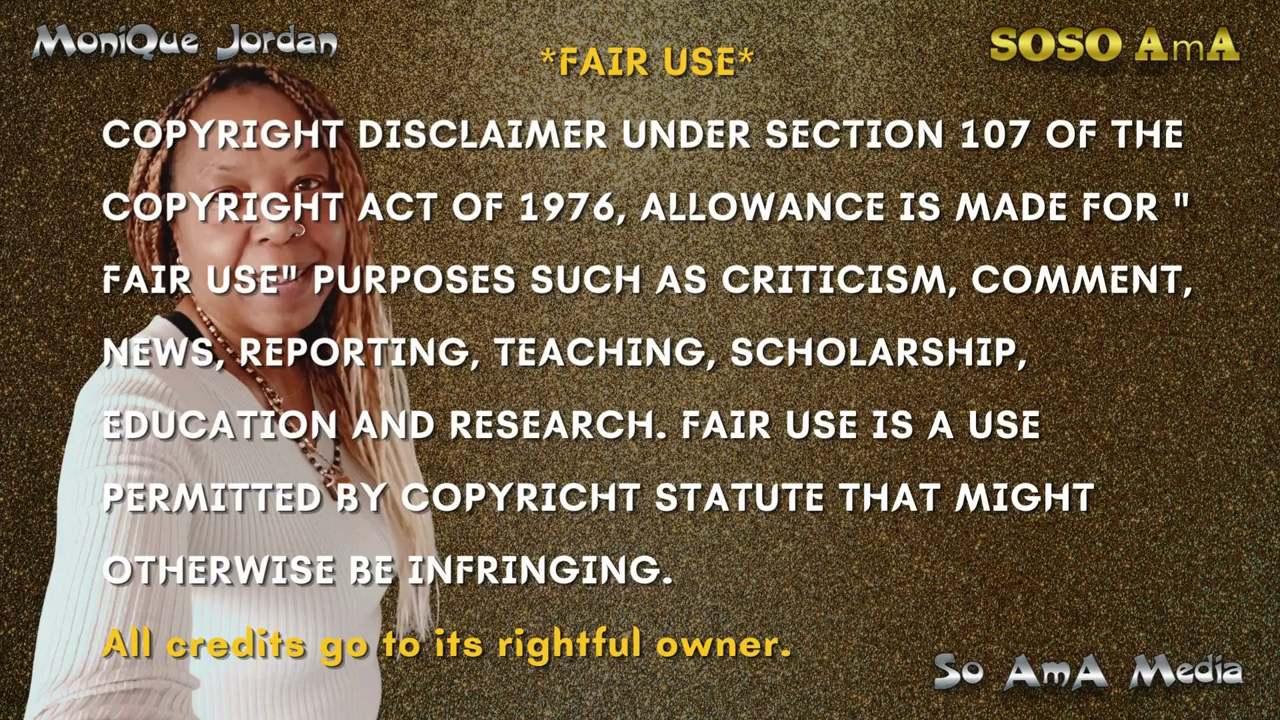 MoniQue Jordan
SOSO AmA
*FAIR USE*
COPYRIGHT DISCLAIMER UNDER SECTION 107 OF THE
COPYRIGHT ACT OF 1976, ALLOWANCE IS MADE FOR "
FAIR USE" PURPOSES SUCH AS CRITICISM, COMMENT,
NEWS, REPORTING, TEACHING, SCHOLARSHIP,
EDUCATION AND RESEARCH. FAIR USE IS A USE
PERMITTED BY COPYRICHT STATUTE THAT MIGHT
OTHERWISE BE INFRINGING.
All credits go to its rightful owner.
So AmA Media